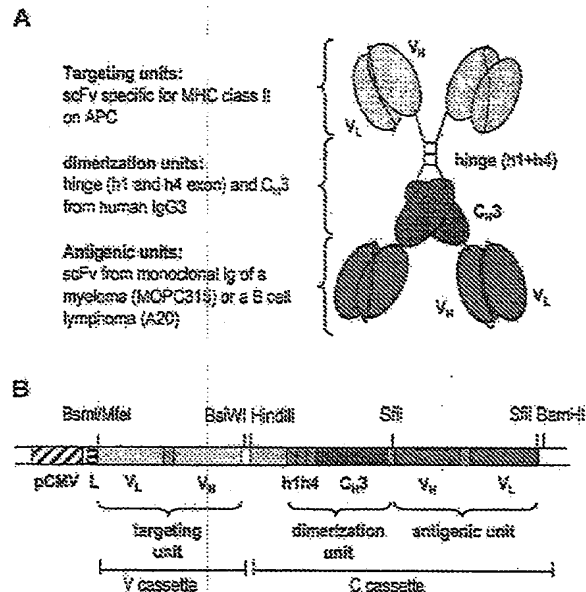 A
Targeting units:
scFv specific for MHC class II
on APC
dimerization units:
hinge (h1 and h4 exon) and CH3
from human IgG3
Antigenic units:
scFv from monoclonal Ig of a
myeloma (MOPC315) or a B cell
lymphoma (A20)
VH
VL
hinge (h1+h4)
CH3
VH
VL
B
BsmI/MfeI
BsiWI
HindIII
SfiI
SfiI
BamHI
pCMV
L
VL
VH
h1h4
CH3
VH
VL
targeting
unit
dimerization
unit
antigenic unit
V cassette
C cassette